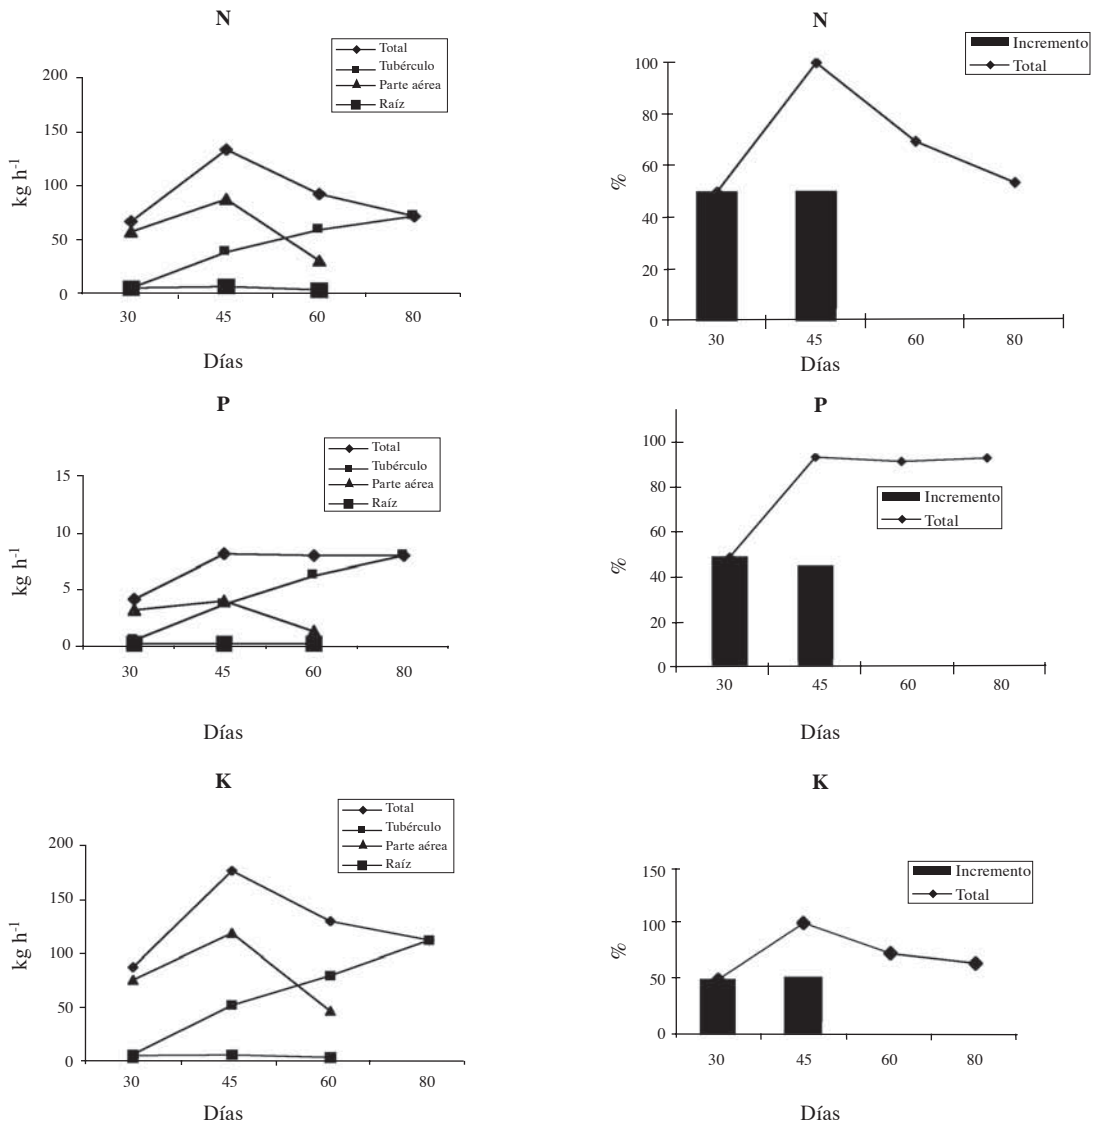 N
Total
Tubérculo
Parte aérea
Raíz
200
150
100
50
0
kg h-1
30 45 60 80
Días
N
Incremento
Total
100
80
60
40
20
0
%
30 45 60 80
Días
P
Total
Tubérculo
Parte aérea
Raíz
15
10
5
0
kg h-1
30 45 60 80
Días
P
Incremento
Total
100
80
60
40
20
0
%
30 45 60 80
Días
K
Total
Tubérculo
Parte aérea
Raíz
200
150
100
50
0
kg h-1
30 45 60 80
Días
K
Incremento
Total
150
100
50
0
%
30 45 60 80
Días